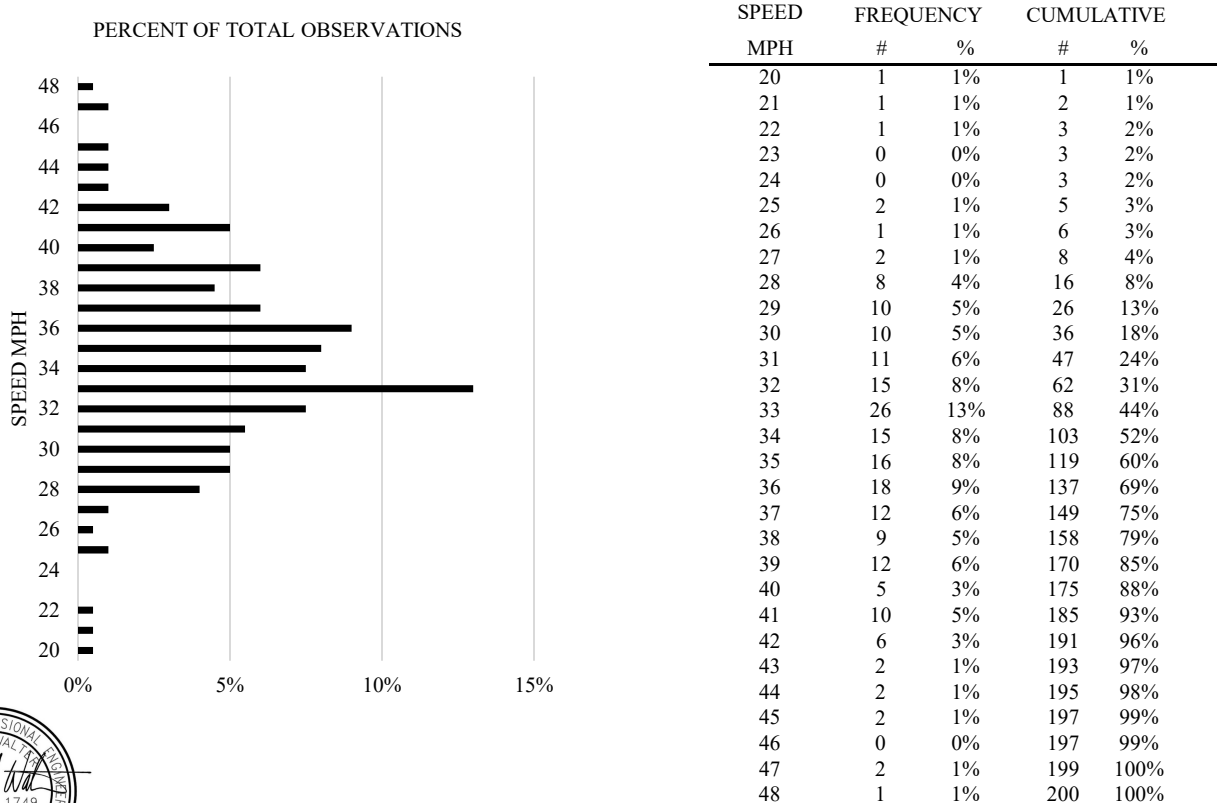 PERCENT OF TOTAL OBSERVATIONS
48
46
44
42
40
38
36
34
32
30
28
26
24
22
20
SPEED MPH
0% 5% 10% 15%
SPEED FREQUENCY CUMULATIVE
MPH # % # %
20 1 1% 1 1%
21 1 1% 2 1%
22 1 1% 3 2%
23 0 0% 3 2%
24 0 0% 3 2%
25 2 1% 5 3%
26 1 1% 6 3%
27 2 1% 8 4%
28 8 4% 16 8%
29 10 5% 26 13%
30 10 5% 36 18%
31 11 6% 47 24%
32 15 8% 62 31%
33 26 13% 88 44%
34 15 8% 103 52%
35 16 8% 119 60%
36 18 9% 137 69%
37 12 6% 149 75%
38 9 5% 158 79%
39 12 6% 170 85%
40 5 3% 175 88%
41 10 5% 185 93%
42 6 3% 191 96%
43 2 1% 193 97%
44 2 1% 195 98%
45 2 1% 197 99%
46 0 0% 197 99%
47 2 1% 199 100%
48 1 1% 200 100%